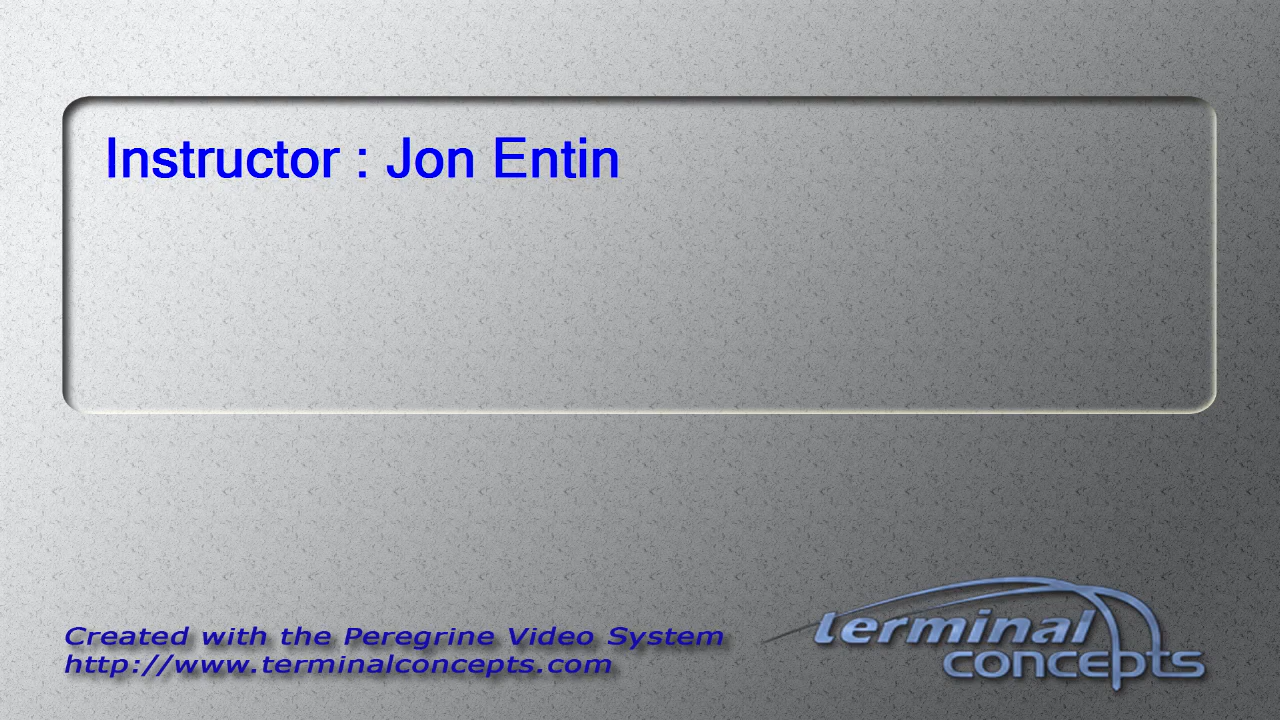 Instructor : Jon Entin
Created with the Peregrine Video System
http://www.terminalconcepts.com
terminal
concepts